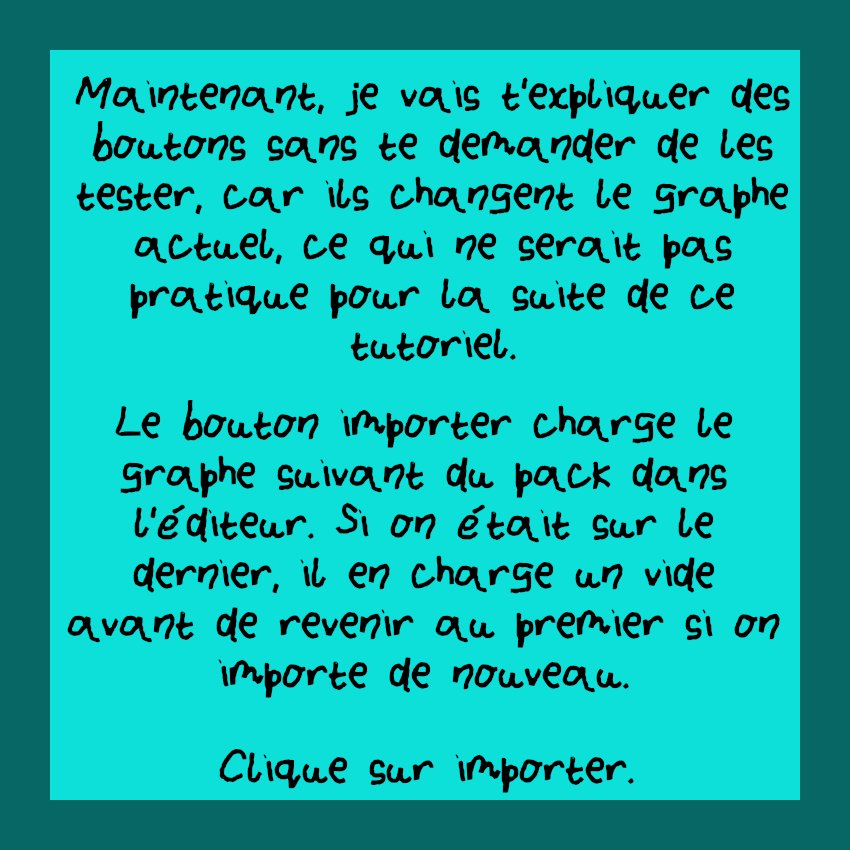 Maintenant, je vais t'expliquer des
boutons sans te demander de les
tester, car ils changent le graphe
actuel, ce qui ne serait pas
pratique pour la suite de ce
tutoriel.
Le bouton importer charge le
graphe suivant du pack dans
l'éditeur. Si on était sur le
dernier, il en charge un vide
avant de revenir au premier si on
importe de nouveau.
Clique sur importer.